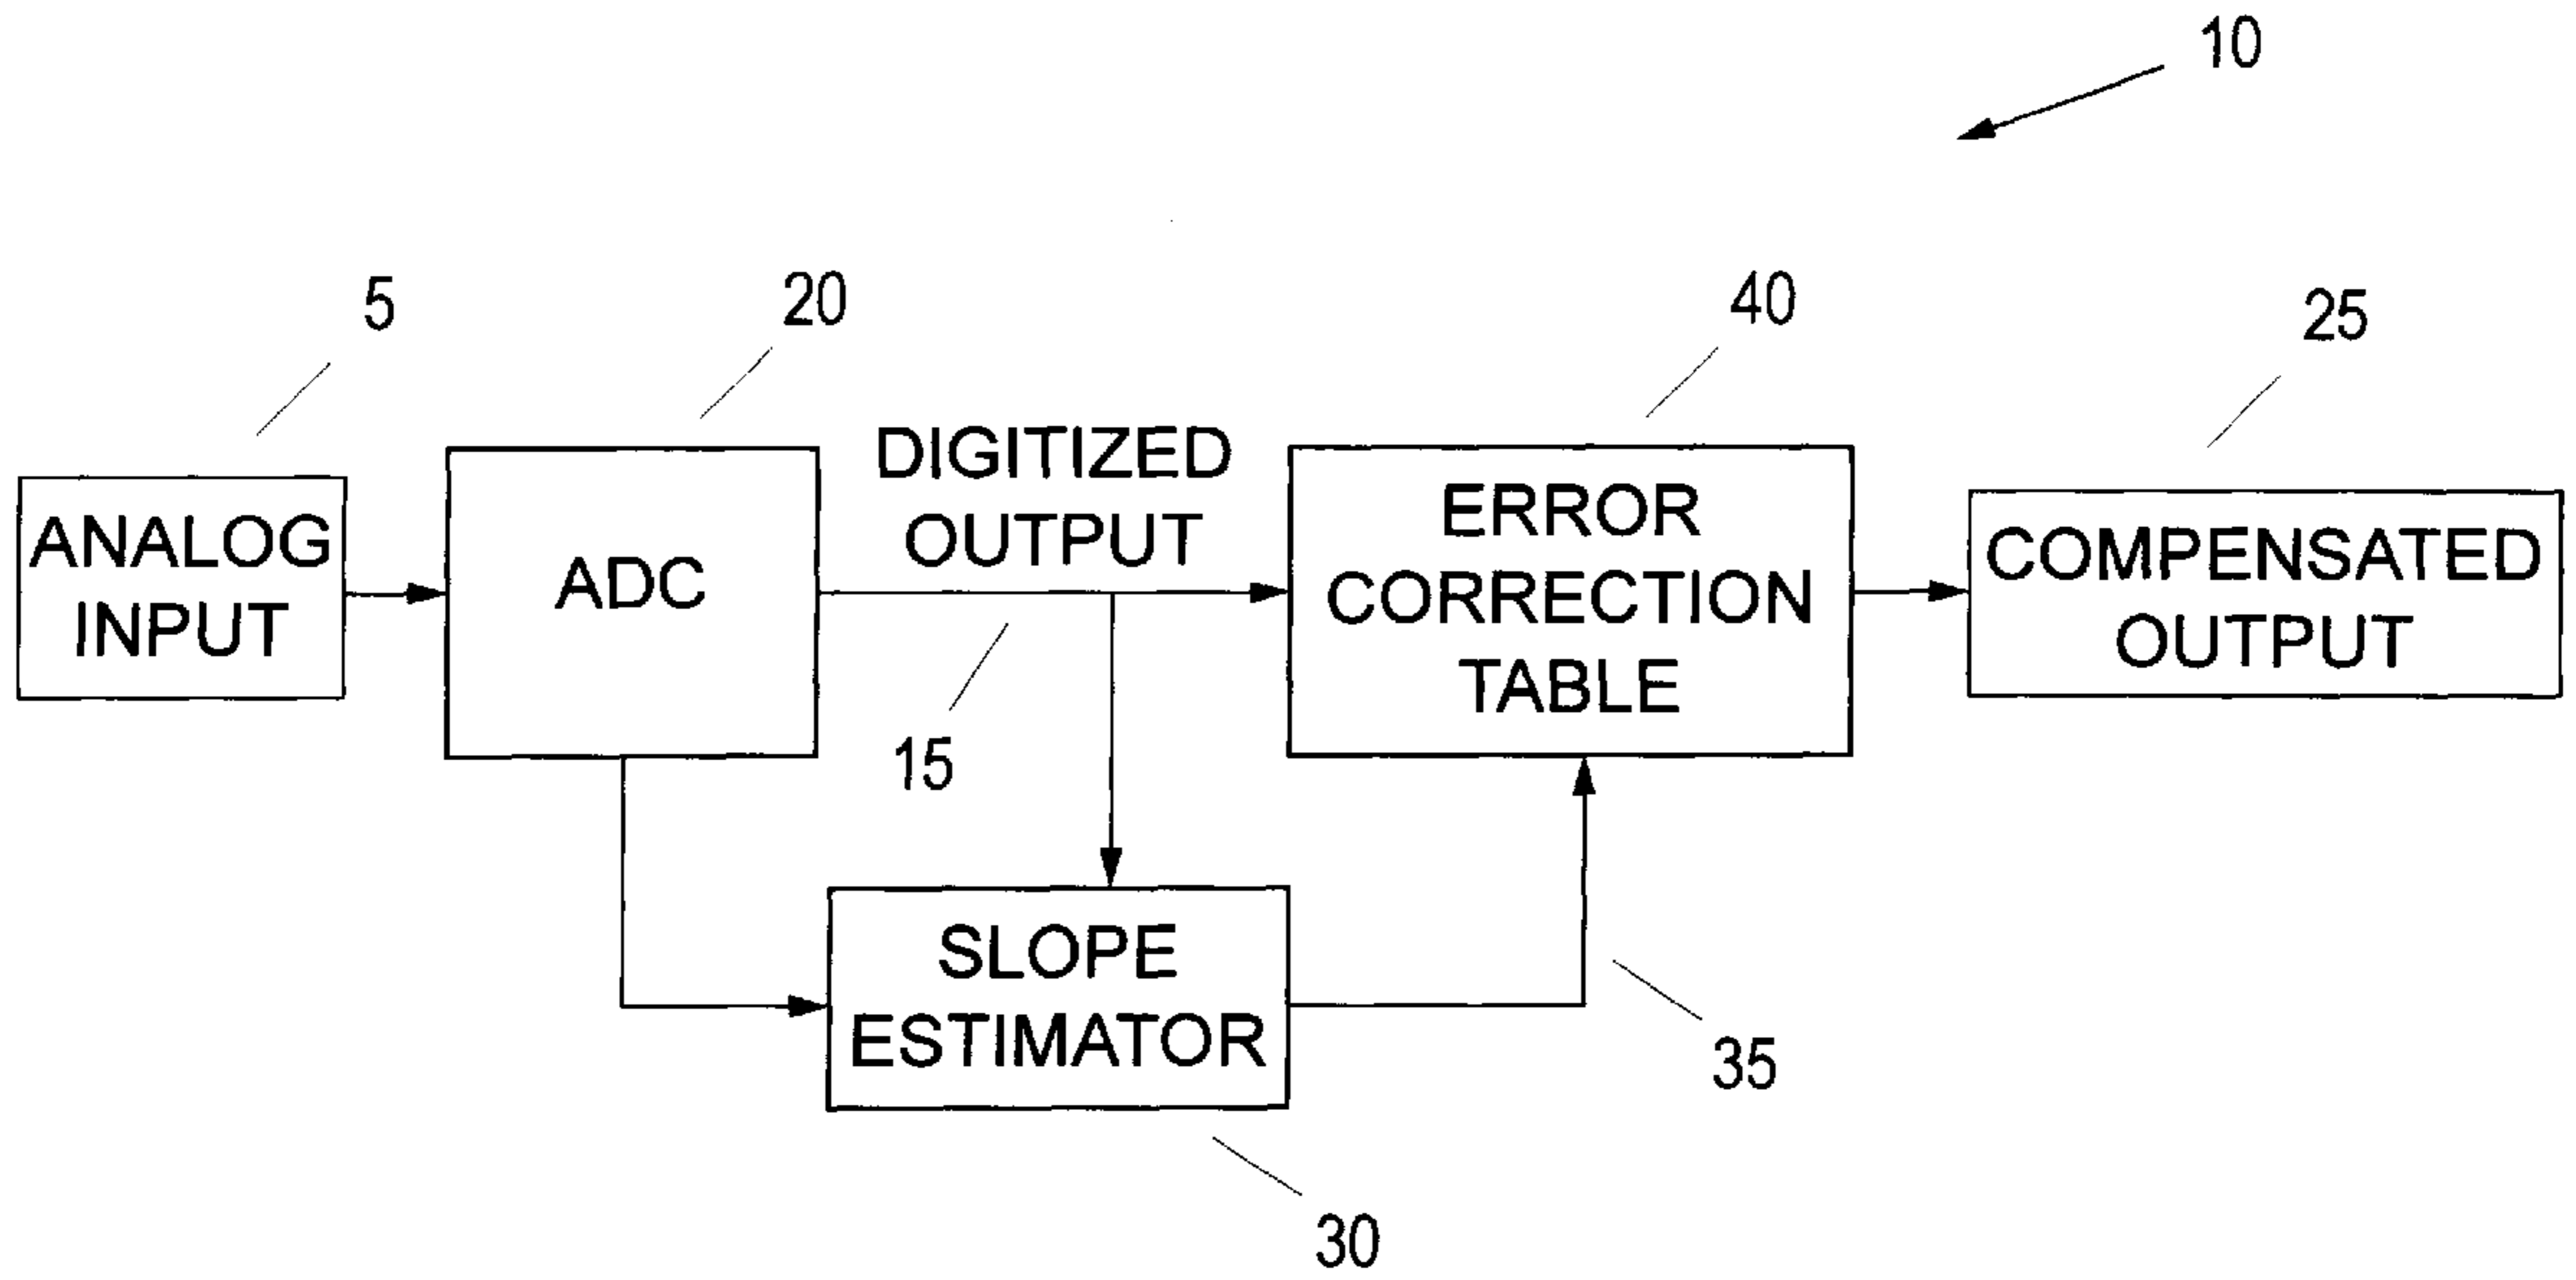 10
5
20
40
25
ANALOG
INPUT
ADC
DIGITIZED
OUTPUT
15
ERROR
CORRECTION
TABLE
COMPENSATED
OUTPUT
SLOPE
ESTIMATOR
35
30